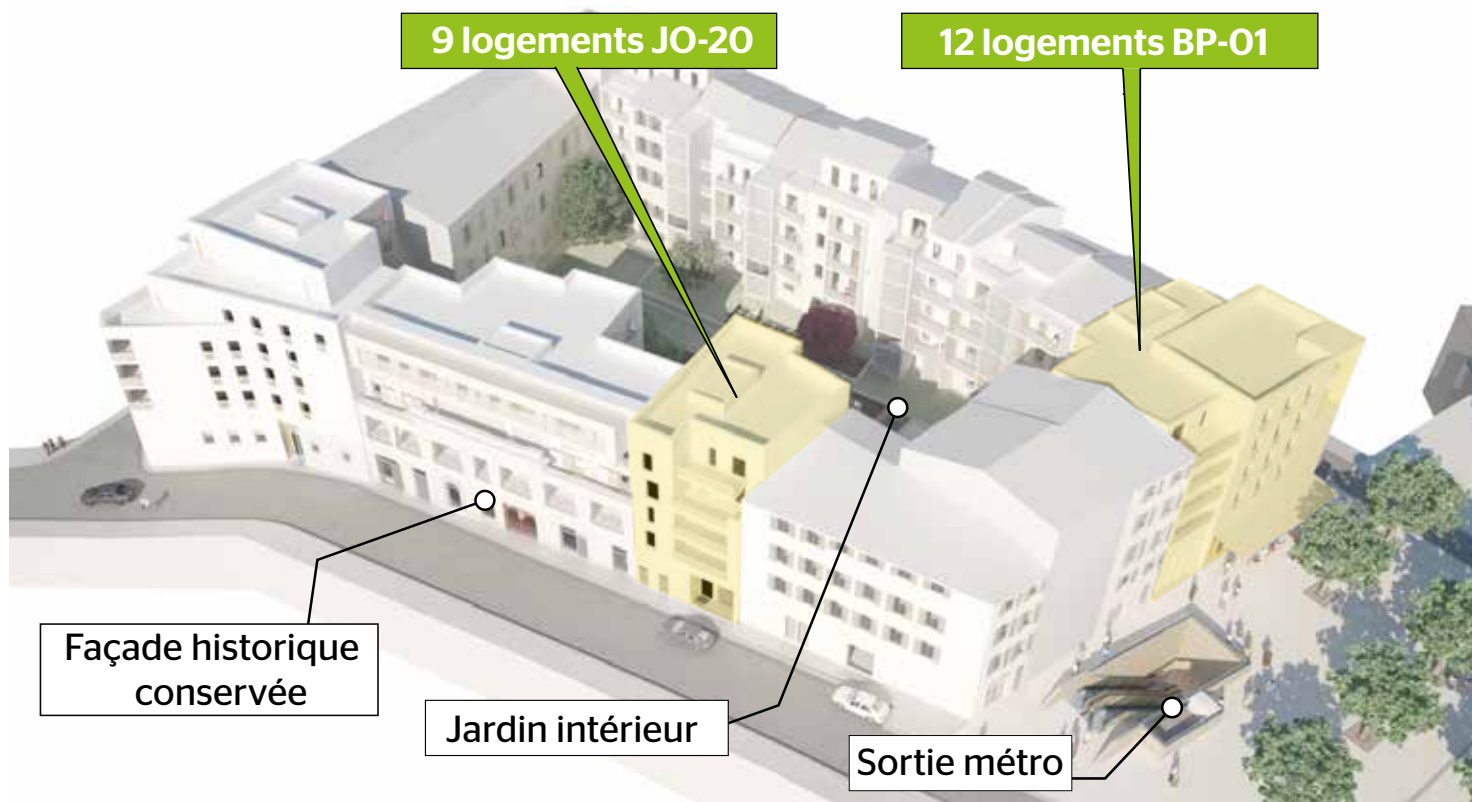 9 logements JO-20
12 logements BP-01
Façade historique
conservée
Jardin intérieur
Sortie métro